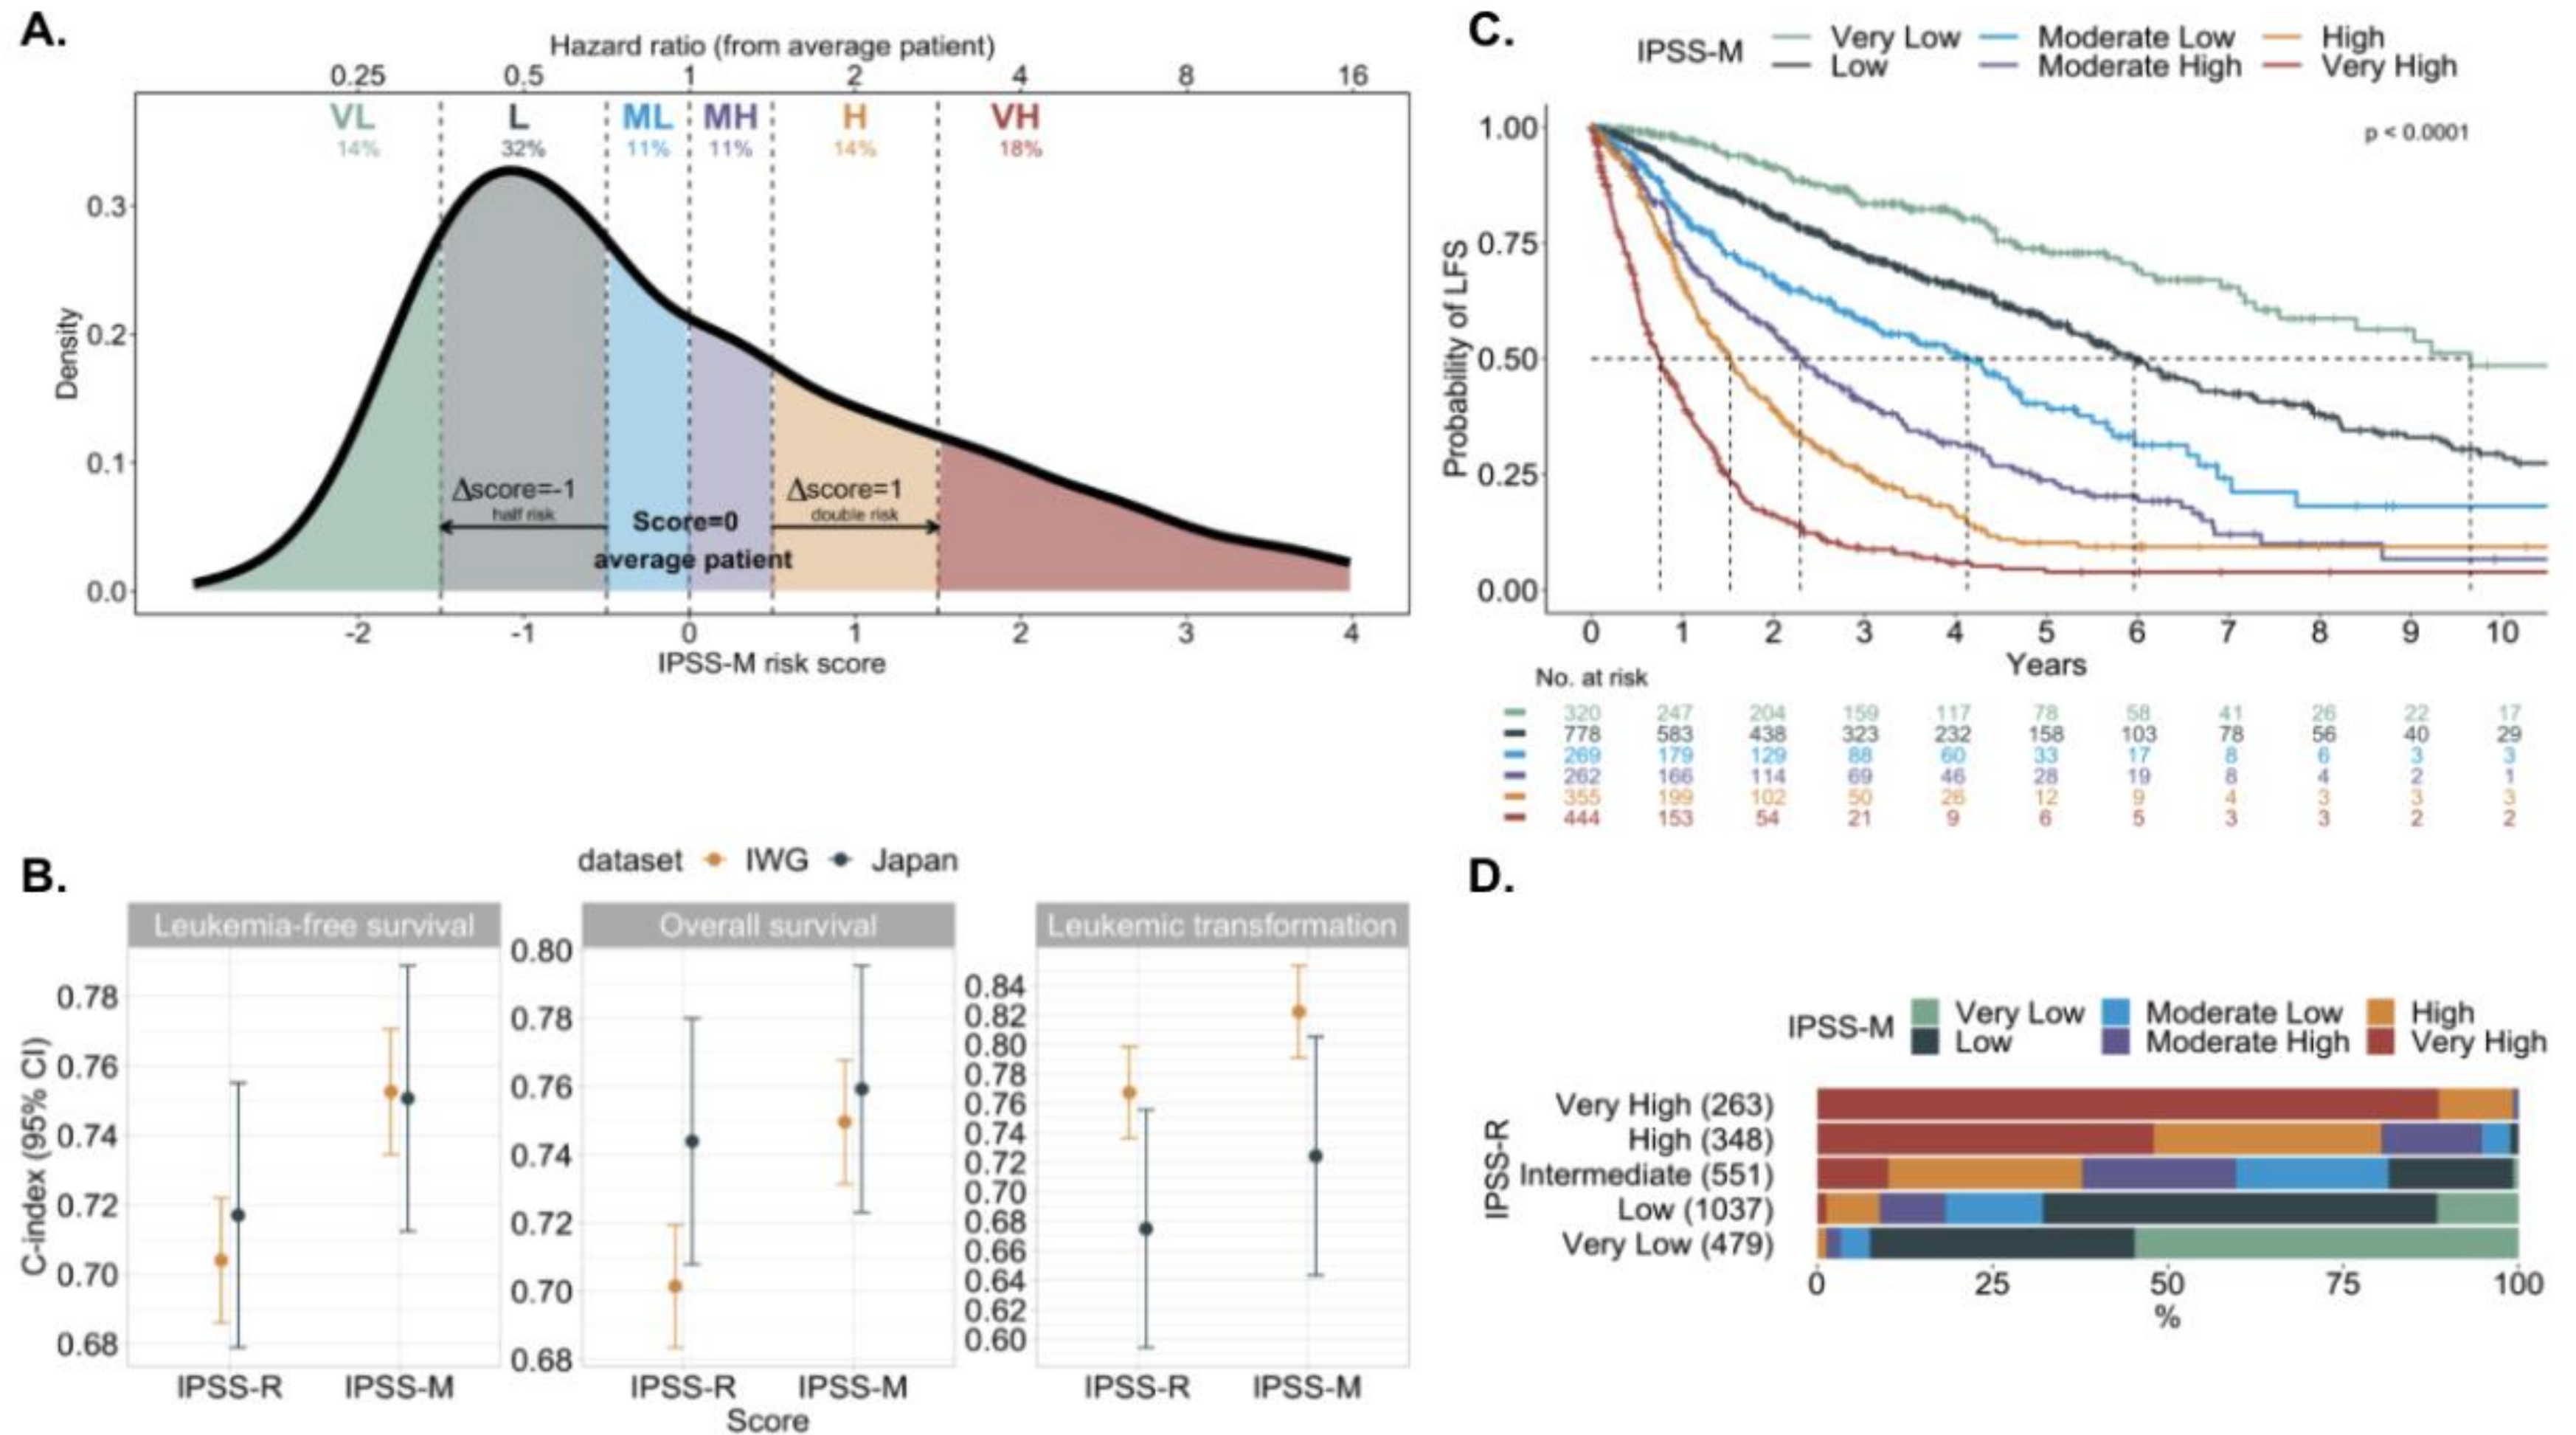 A.
Hazard ratio (from average patient)
0.25 0.5 1 2 4 8 16
VL L ML MH H VH
14% 32% 11% 11% 14% 18%
Density
0.3
0.2
0.1
0.0
Δscore=-1
half risk
Score=0
average patient
Δscore=1
double risk
-2 -1 0 1 2 3 4
IPSS-M risk score
B.
dataset IWG Japan
Leukemia-free survival
Overall survival
Leukemic transformation
C-index (95% CI)
0.78
0.76
0.74
0.72
0.70
0.68
0.80
0.78
0.76
0.74
0.72
0.70
0.68
0.84
0.82
0.80
0.78
0.76
0.74
0.72
0.70
0.68
0.66
0.64
0.62
0.60
IPSS-R IPSS-M
IPSS-R IPSS-M
IPSS-R IPSS-M
Score
C.
IPSS-M
Very Low Moderate Low High
Low Moderate High Very High
p < 0.0001
Probability of LFS
1.00
0.75
0.50
0.25
0.00
0 1 2 3 4 5 6 7 8 9 10
Years
No. at risk
320 247 204 159 117 78 58 41 26 22 17
778 583 438 323 232 158 103 78 56 40 29
269 179 129 88 60 33 17 8 6 3 3
262 166 114 69 46 28 19 8 4 2 1
355 199 102 50 26 12 9 4 3 3 3
444 153 54 21 9 6 5 3 3 2 2
D.
IPSS-M
Very Low Moderate Low High
Low Moderate High Very High
IPSS-R
Very High (263)
High (348)
Intermediate (551)
Low (1037)
Very Low (479)
0 25 50 75 100
%